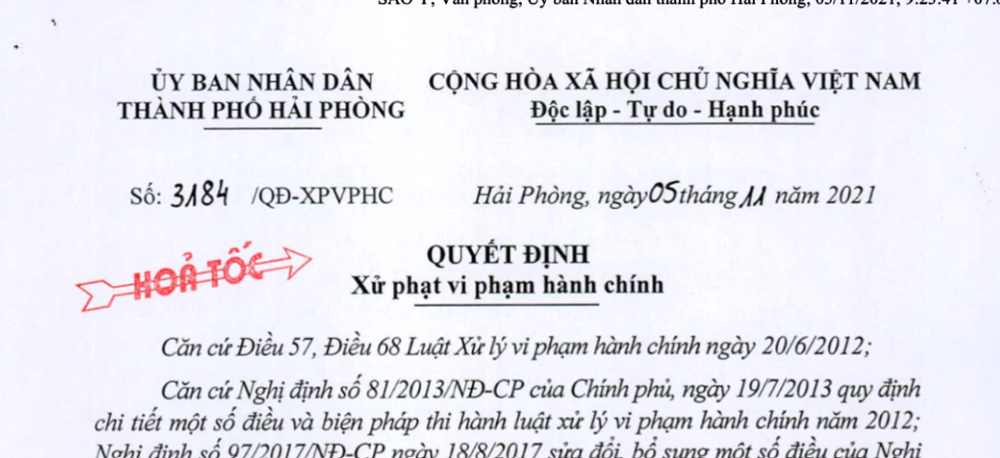 SAO Y; Văn phòng, Ủy ban Nhân dân thành phố Hải Phòng; 05/11/2021; 9:23:41
ỦY BAN NHÂN DÂN
THÀNH PHỐ HẢI PHÒNG
CỘNG HÒA XÃ HỘI CHỦ NGHĨA VIỆT NAM
Độc lập - Tự do - Hạnh phúc
Số: 3184 /QĐ-XPVPHC
Hải Phòng, ngày 05 tháng 11 năm 2021
HOẢ TỐC
QUYẾT ĐỊNH
Xử phạt vi phạm hành chính
Căn cứ Điều 57, Điều 68 Luật Xử lý vi phạm hành chính ngày 20/6/2012;
Căn cứ Nghị định số 81/2013/NĐ-CP của Chính phủ, ngày 19/7/2013 quy định
chi tiết một số điều và biện pháp thi hành luật xử lý vi phạm hành chính năm 2012;
Nghị định số 97/2017/NĐ-CP ngày 18/8/2017 sửa đổi, bổ sung một số điều của Nghị